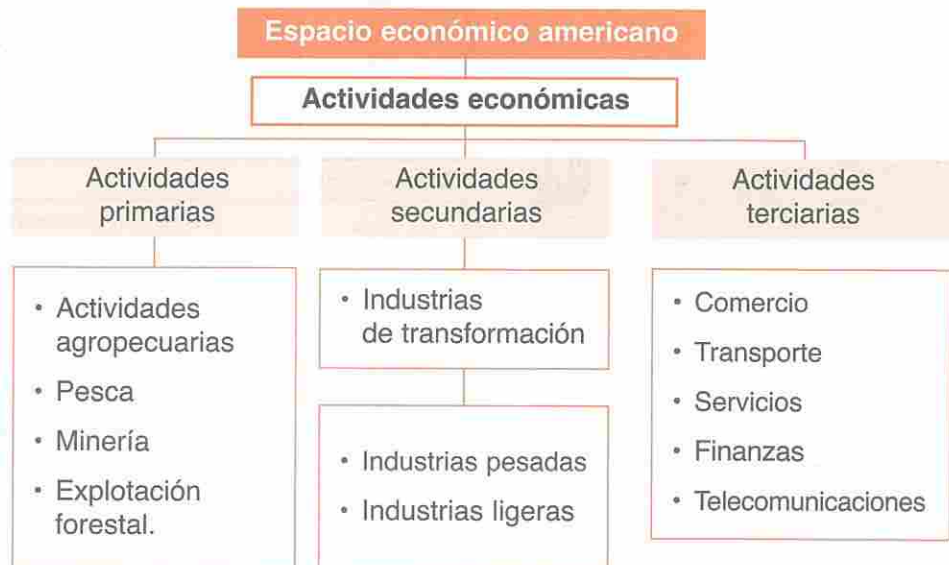 Espacio económico americano
Actividades económicas
Actividades
primarias
Actividades
secundarias
Actividades
terciarias
• Actividades
agropecuarias
• Pesca
• Minería
• Explotación
forestal.
• Industrias
de transformación
• Industrias pesadas
• Industrias ligeras
• Comercio
• Transporte
• Servicios
• Finanzas
• Telecomunicaciones